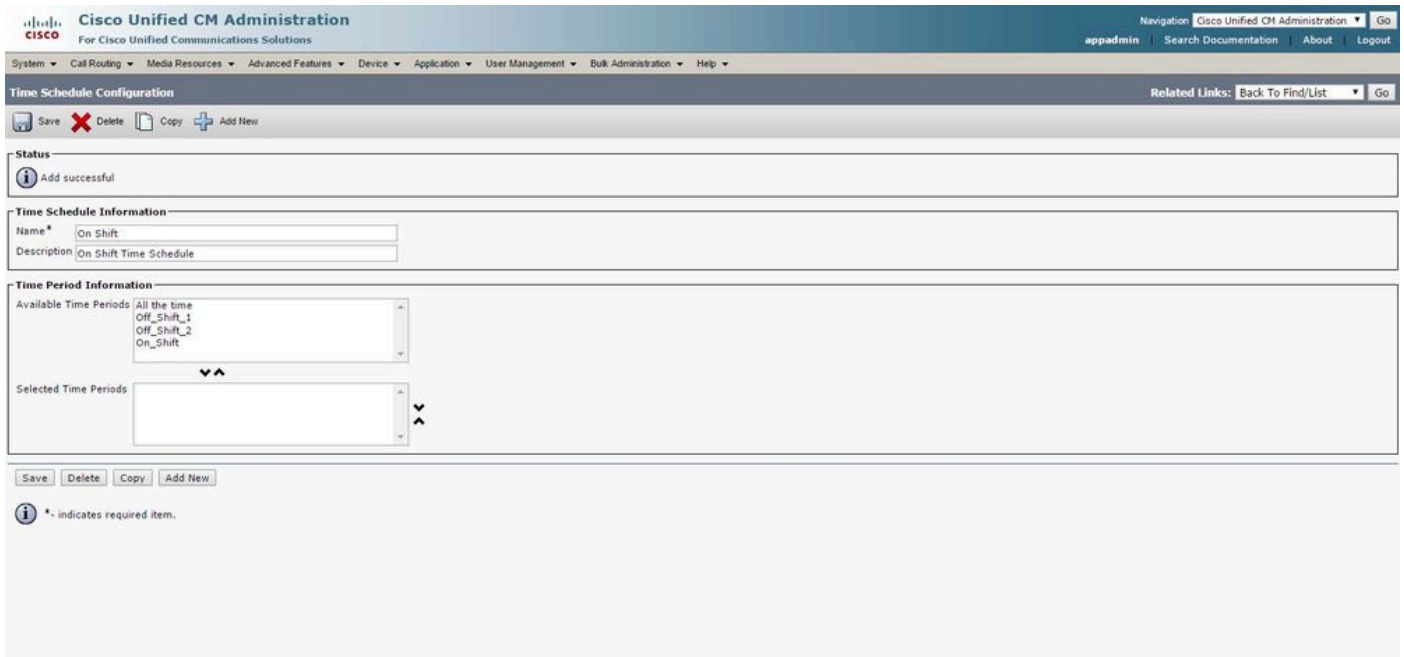 Cisco Unified CM Administration
Navigation Cisco Unified CM Administration Go
CISCO
For Cisco Unified Communications Solutions
appadmin Search Documentation About Logout
System Call Routing Media Resources Advanced Features Device Application User Management Bulk Administration Help
Time Schedule Configuration
Related Links: Back To Find/List Go
Save Delete Copy Add New
Status
Add successful
Time Schedule Information
Name* On Shift
Description On Shift Time Schedule
Time Period Information
Available Time Periods All the time
Off_Shift_1
Off_Shift_2
On_Shift
Selected Time Periods
Save Delete Copy Add New
*- indicates required item.